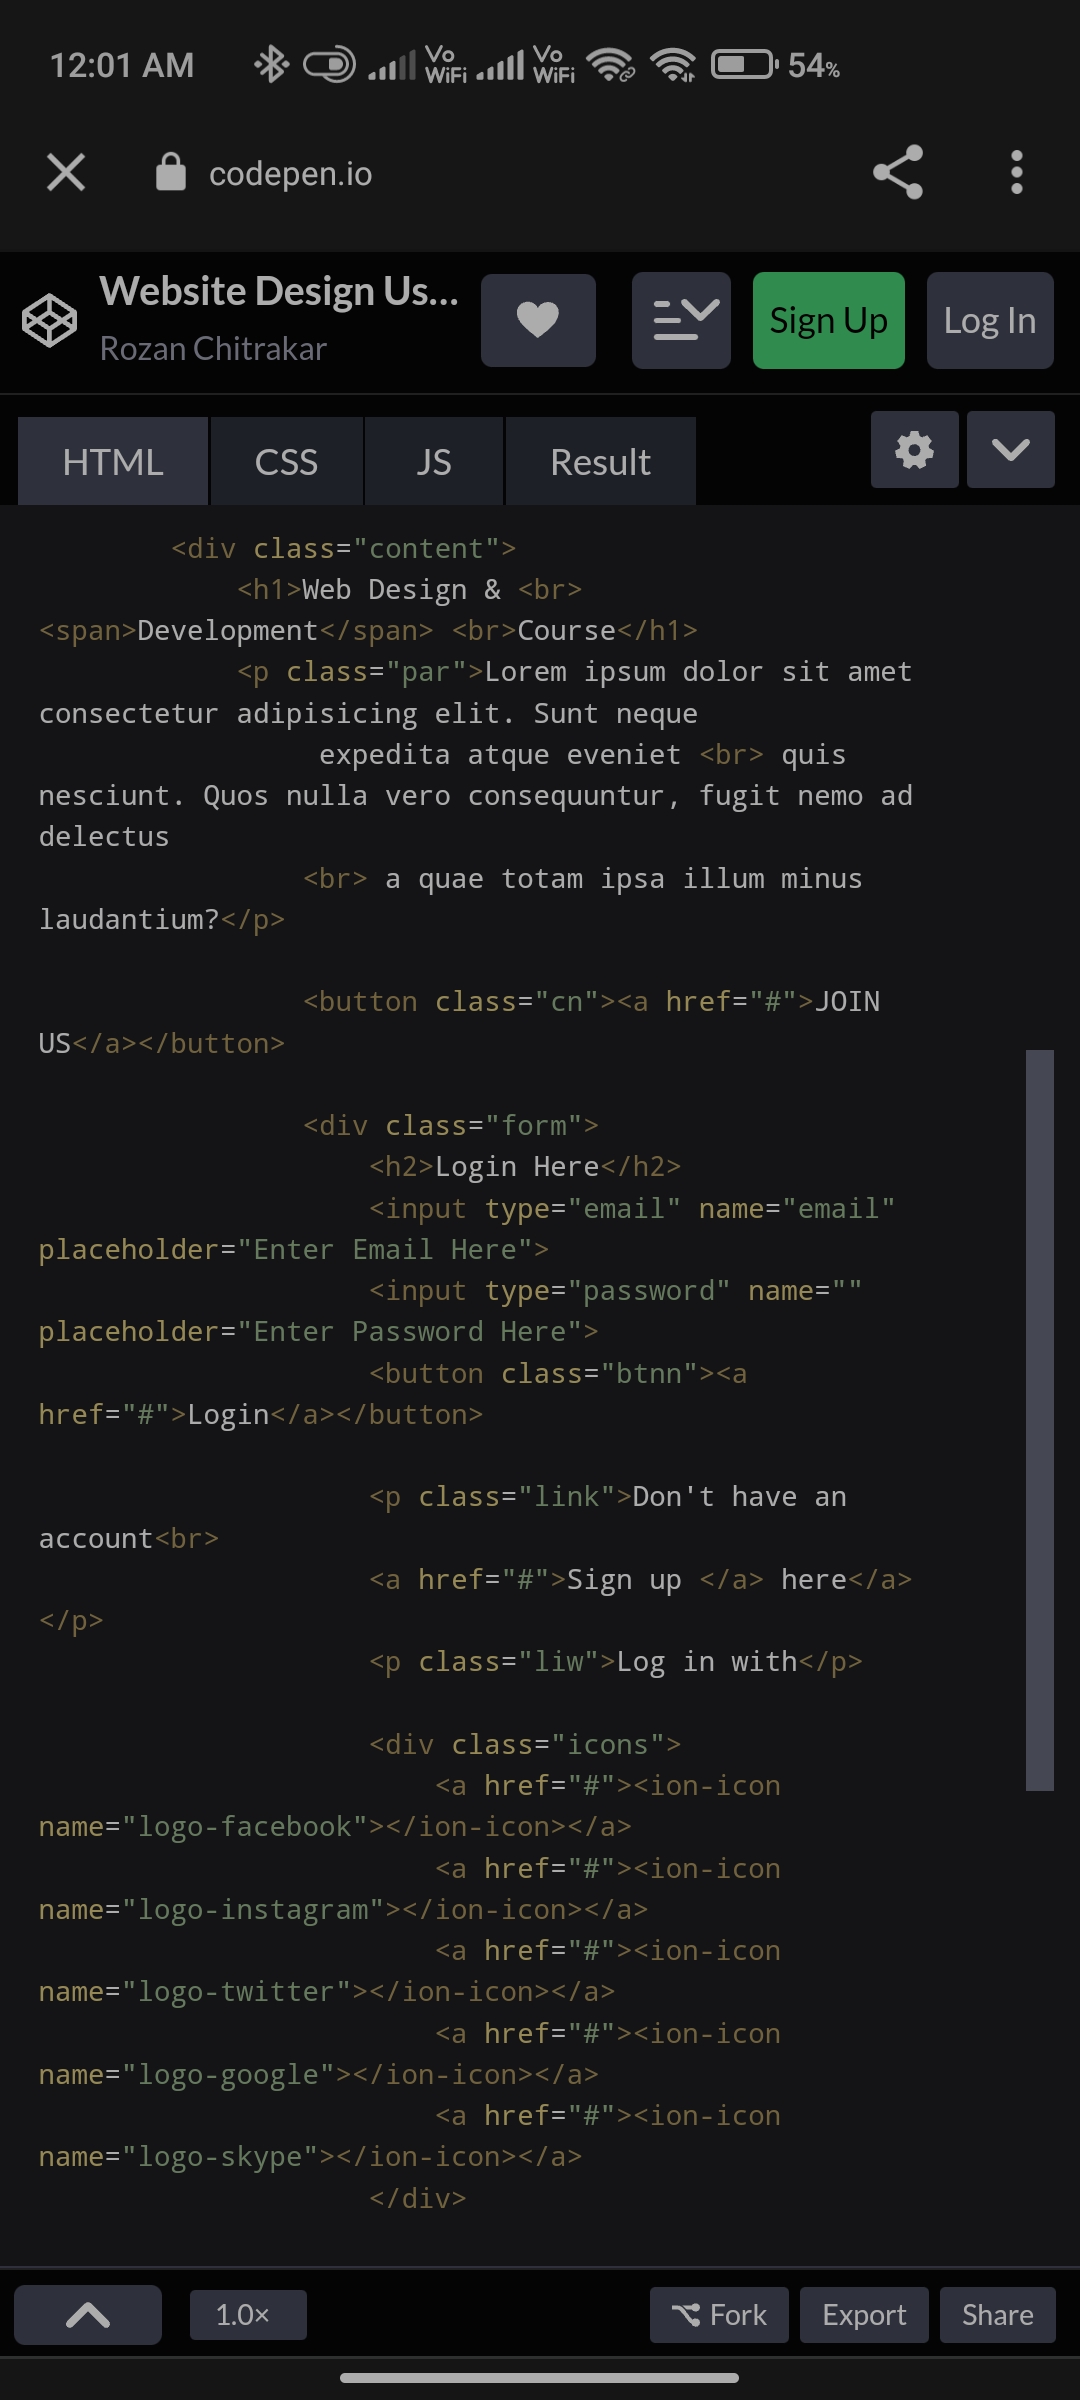 12:01 AM Vo WiFi Vo WiFi 54%
codepen.io
Website Design Us...
Rozan Chitrakar
Sign Up
Log In
HTML CSS JS Result
<div class="content">
<h1>Web Design & <br>
<span>Development</span> <br>Course</h1>
<p class="par">Lorem ipsum dolor sit amet
consectetur adipisicing elit. Sunt neque
expedita atque eveniet <br> quis
nesciunt. Quos nulla vero consequuntur, fugit nemo ad
delectus
<br> a quae totam ipsa illum minus
laudantium?</p>
<button class="cn"><a href="#">JOIN
US</a></button>
<div class="form">
<h2>Login Here</h2>
<input type="email" name="email"
placeholder="Enter Email Here">
<input type="password" name=""
placeholder="Enter Password Here">
<button class="btnn"><a
href="#">Login</a></button>
<p class="link">Don't have an
account<br>
<a href="#">Sign up </a> here</a>
</p>
<p class="liw">Log in with</p>
<div class="icons">
<a href="#"><ion-icon
name="logo-facebook"></ion-icon></a>
<a href="#"><ion-icon
name="logo-instagram"></ion-icon></a>
<a href="#"><ion-icon
name="logo-twitter"></ion-icon></a>
<a href="#"><ion-icon
name="logo-google"></ion-icon></a>
<a href="#"><ion-icon
name="logo-skype"></ion-icon></a>
</div>
1.0× Fork Export Share